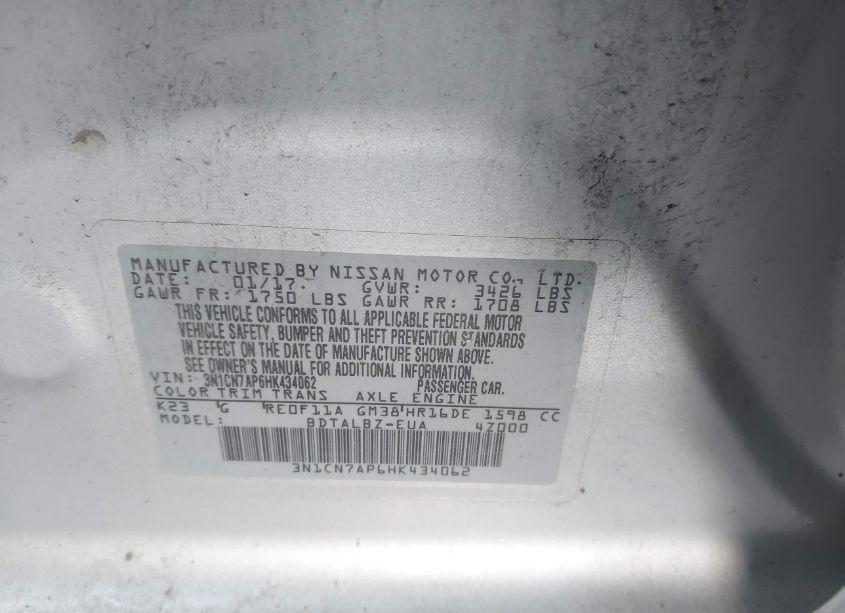 MANUFACTURED BY NISSAN MOTOR CO., LTD.
DATE: 01/17. GVWR: 3426 LBS
GAWR FR: 1750 LBS GAWR RR: 1708 LBS
THIS VEHICLE CONFORMS TO ALL APPLICABLE FEDERAL MOTOR
VEHICLE SAFETY, BUMPER AND THEFT PREVENTION STANDARDS
IN EFFECT ON THE DATE OF MANUFACTURE SHOWN ABOVE.
SEE OWNER'S MANUAL FOR ADDITIONAL INFORMATION.
VIN: 3N1CN7AP6HK434062 PASSENGER CAR.
COLOR TRIM TRANS AXLE ENGINE
K23 G RE0F11A GM38 HR16DE 1598 CC
MODEL: BDTALBZ-EUA 4Z000
3N1CN7AP6HK434062